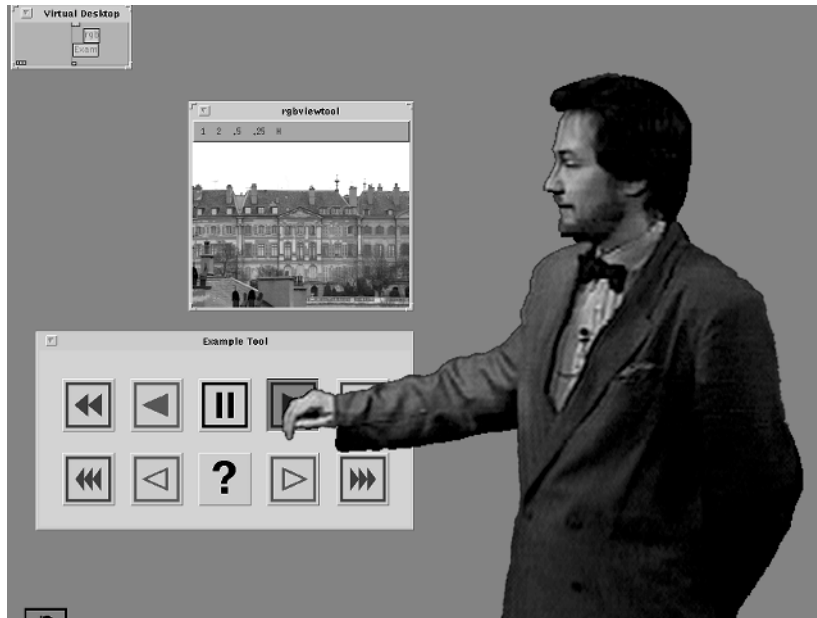 Virtual Desktop
rgb
Exam
rgbviewtool
1 2 .5 .25 H
Example Tool
?